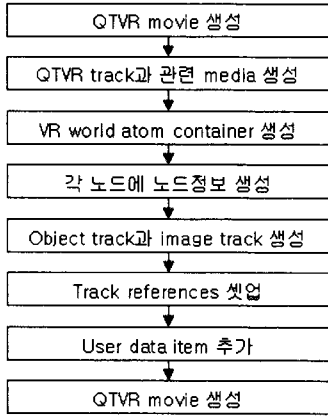 QTVR movie 생성
QTVR track과 관련 media 생성
VR world atom container 생성
각 노드에 노드정보 생성
Object track과 image track 생성
Track references 셋업
User data item 추가
QTVR movie 생성